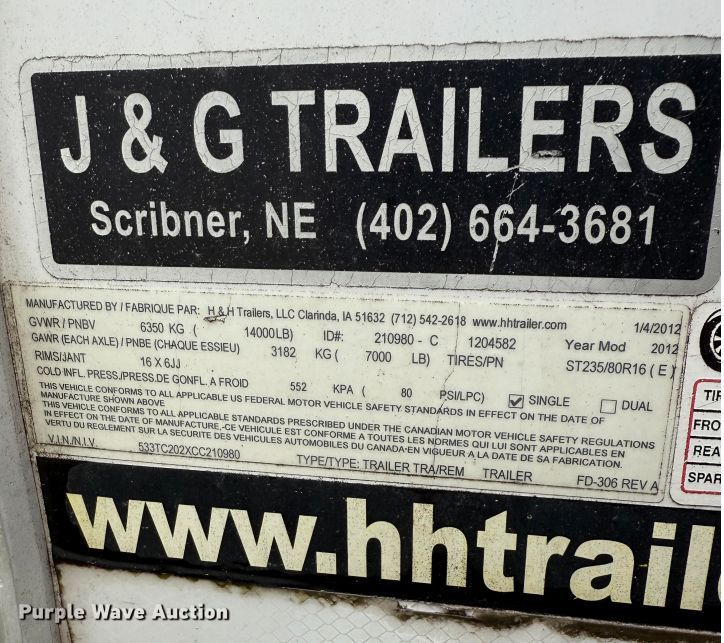 J & G TRAILERS
Scribner, NE (402) 664-3681
MANUFACTURED BY / FABRIQUE PAR: H & H Trailers, LLC Clarinda, IA 51632 (712) 542-2618 www.hhtrailer.com 1/4/2012
GVWR / PNBV 6350 KG ( 14000LB) ID#: 210980 - C 1204582 Year Mod 2012
GAWR (EACH AXLE) / PNBE (CHAQUE ESSIEU) 3182 KG ( 7000 LB) TIRES/PN ST235/80R16 ( E )
RIMS/JANT 16 X 6JJ
COLD INFL. PRESS./PRESS.DE GONFL. A FROID 552 KPA ( 80 PSI/LPC) SINGLE DUAL
THIS VEHICLE CONFORMS TO ALL APPLICABLE US FEDERAL MOTOR VEHICLE SAFETY STANDARDS IN EFFECT ON THE DATE OF
MANUFACTURE SHOWN ABOVE
THIS VEHICLE CONFORMS TO ALL APPLICABLE STANDARDS PRESCRIBED UNDER THE CANADIAN MOTOR VEHICLE SAFETY REGULATIONS
IN EFFECT ON THE DATE OF MANUFACTURE,-CE VEHICULE EST CONFORME A TOUTES LES NORMES QUI LUI SONT APPLICABLES EN
VERTU DU REGLEMENT SUR LA SECURITE DES VEHICULES AUTOMOBILES DU CANADA-EN VIGUEUR A LA DATE DE SA FABRICATION.
V.I.N./N.I.V. 533TC202XCC210980 TYPE/TYPE: TRAILER TRA/REM TRAILER FD-306 REV A
TI
FRO
REA
SPAR
www.hhtrail
Purple Wave Auction